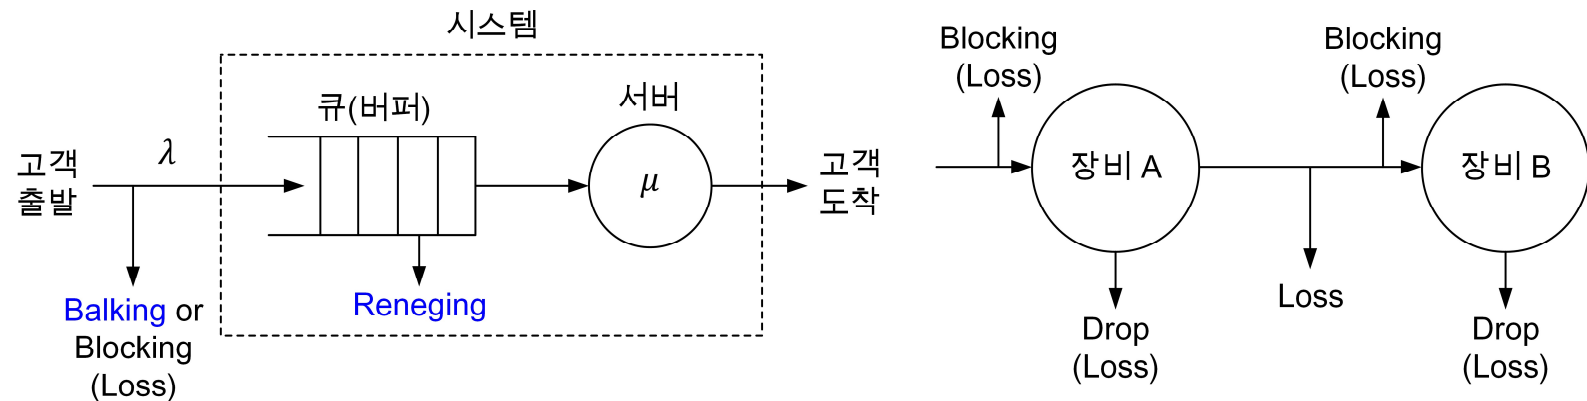 시스템
큐(버퍼)
서버
고객
출발
λ
μ
고객
도착
Balking or
Blocking
(Loss)
Reneging
Blocking
(Loss)
Blocking
(Loss)
장비 A
장비 B
Loss
Drop
(Loss)
Drop
(Loss)